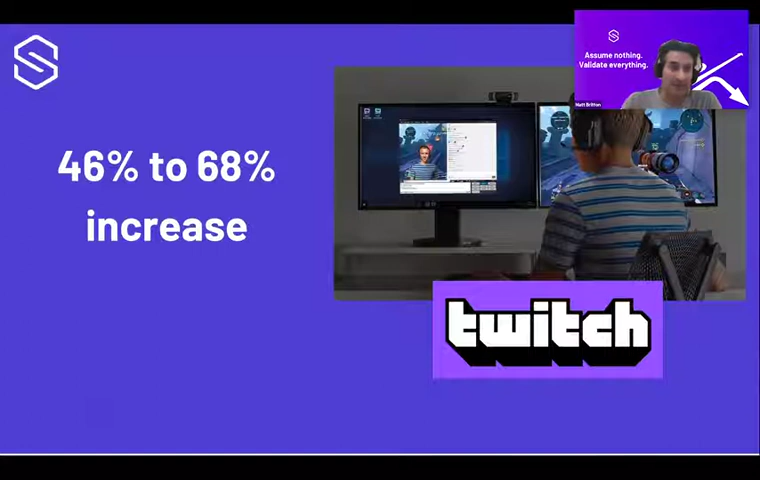 46% to 68%
increase
Assume nothing.
Validate everything.
Matt Britton
twitch